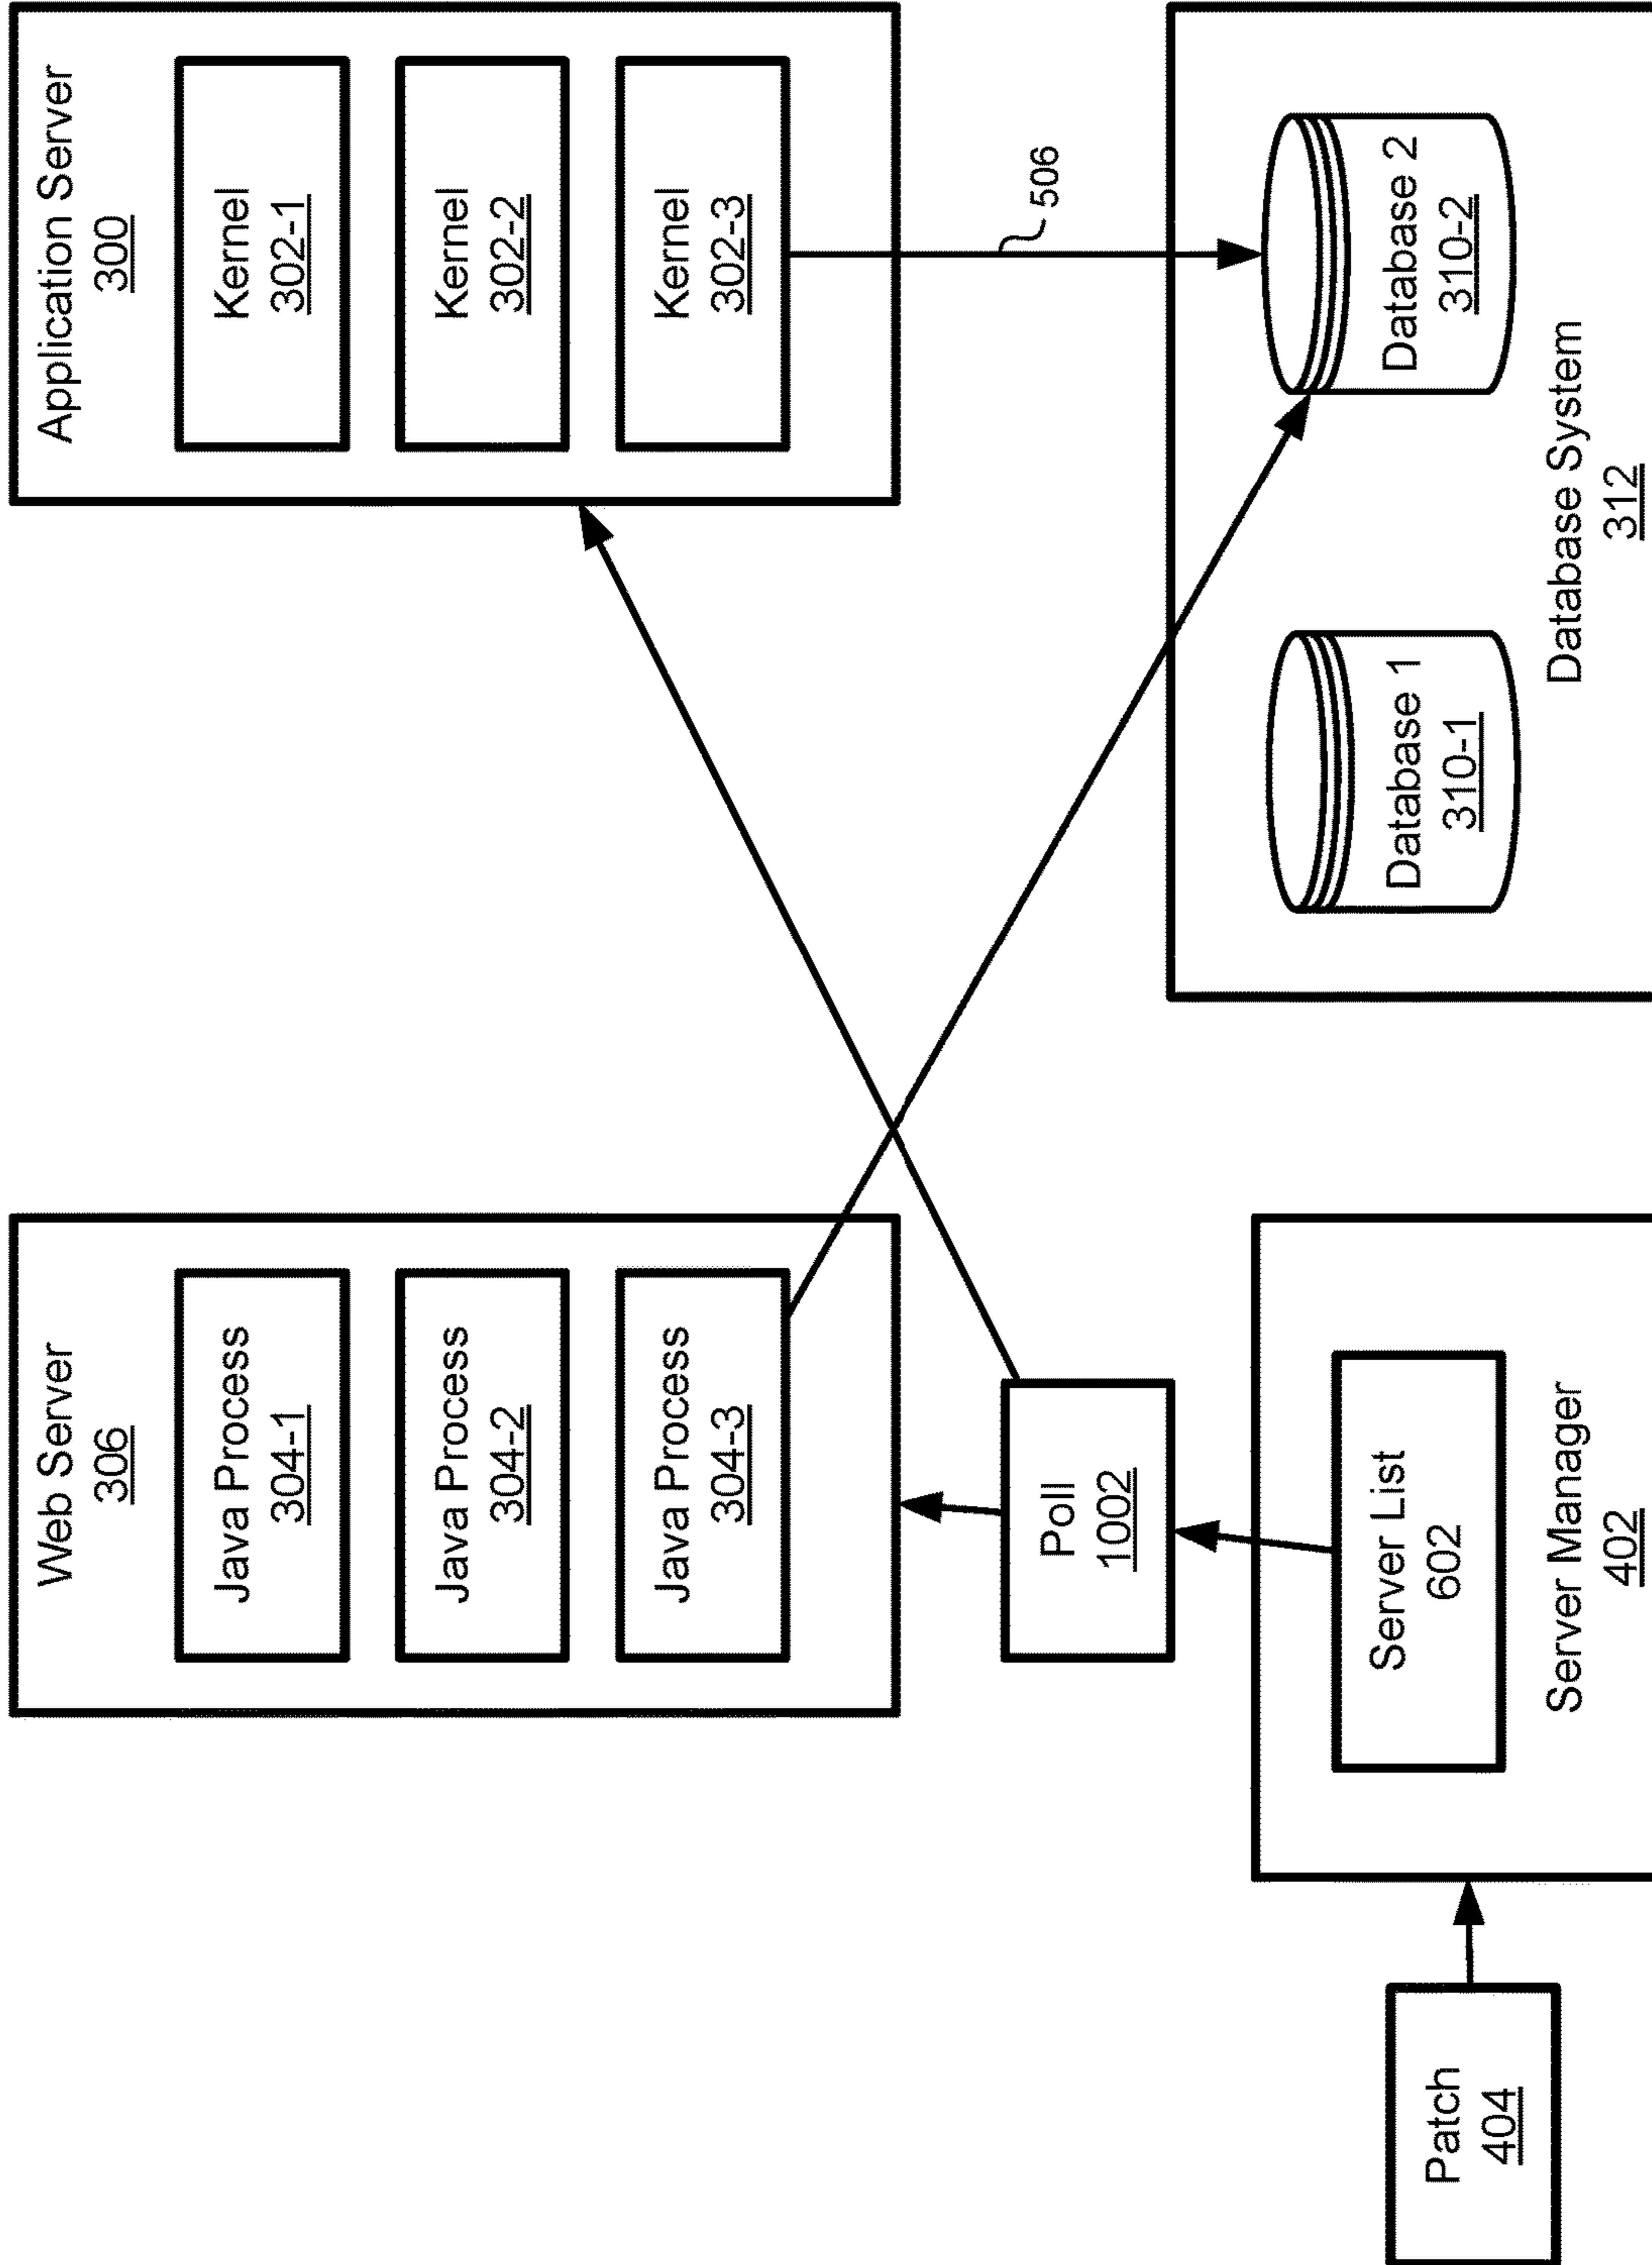 Web Server
306
Java Process
304-1
Java Process
304-2
Java Process
304-3
Application Server
300
Kernel
302-1
Kernel
302-2
Kernel
302-3
Poll
1002
506
Patch
404
Server List
602
Server Manager
402
Database 1
310-1
Database 2
310-2
Database System
312